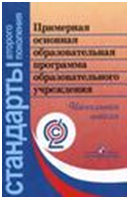 стандарты
второго поколения
Примерная
основная
образовательная
программа
образовательного
учреждения
Начальная
школа